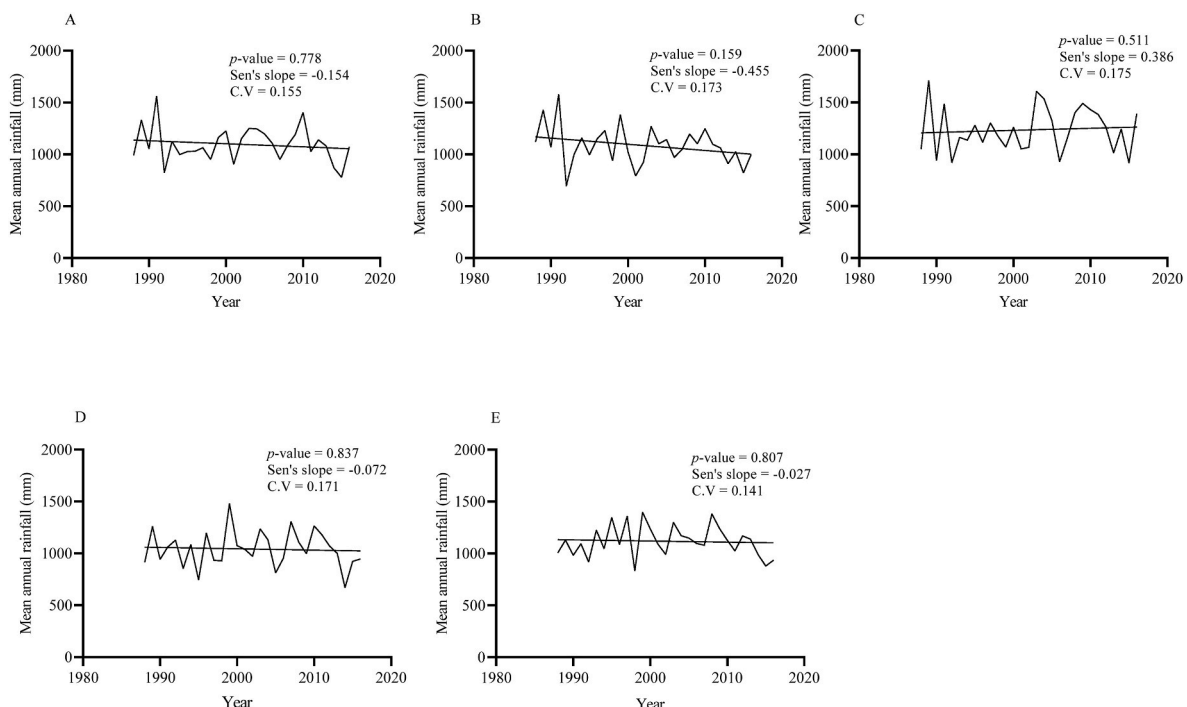 A
p-value = 0.778
Sen's slope = -0.154
C.V = 0.155
Mean annual rainfall (mm)
2000
1500
1000
500
0
1980 1990 2000 2010 2020
Year
B
p-value = 0.159
Sen's slope = -0.455
C.V = 0.173
Mean annual rainfall (mm)
2000
1500
1000
500
0
1980 1990 2000 2010 2020
Year
C
p-value = 0.511
Sen's slope = 0.386
C.V = 0.175
Mean annual rainfall (mm)
2000
1500
1000
500
0
1980 1990 2000 2010 2020
Year
D
p-value = 0.837
Sen's slope = -0.072
C.V = 0.171
Mean annual rainfall (mm)
2000
1500
1000
500
0
1980 1990 2000 2010 2020
Year
E
p-value = 0.807
Sen's slope = -0.027
C.V = 0.141
Mean annual rainfall (mm)
2000
1500
1000
500
0
1980 1990 2000 2010 2020
Year